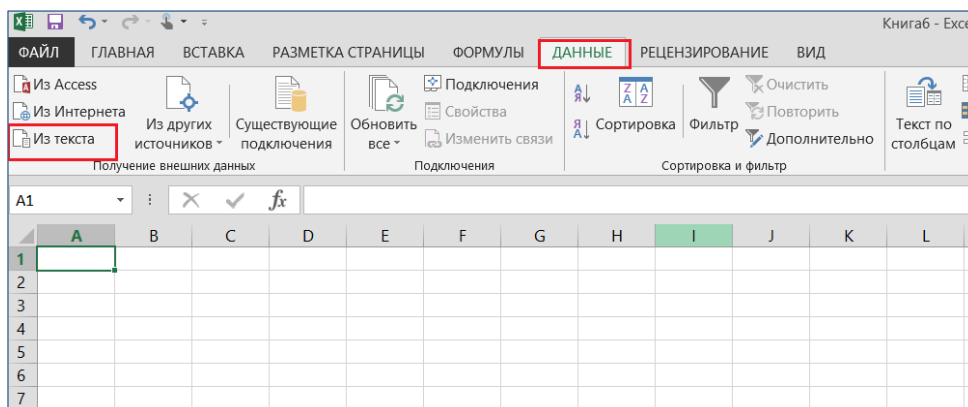 Книга6 - Exce
ФАЙЛ ГЛАВНАЯ ВСТАВКА РАЗМЕТКА СТРАНИЦЫ ФОРМУЛЫ ДАННЫЕ РЕЦЕНЗИРОВАНИЕ ВИД
Из Access
Из Интернета
Из текста
Из других
источников
Существующие
подключения
Получение внешних данных
Обновить
все
Подключения
Свойства
Изменить связи
Подключения
А
Я
Я
А
Z A
A Z
Сортировка
Фильтр
Очистить
Повторить
Дополнительно
Сортировка и фильтр
Текст по
столбцам
A1
fx
A B C D E F G H I J K L
1
2
3
4
5
6
7